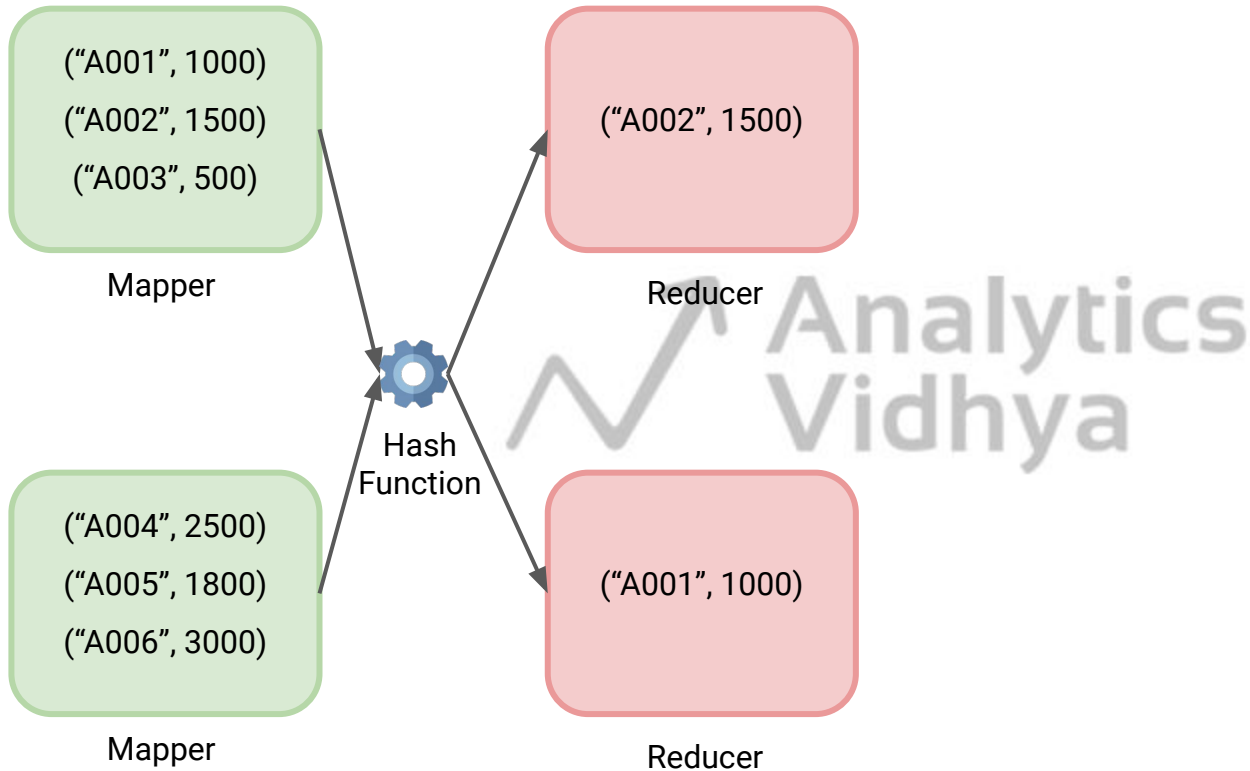 (“A001”, 1000)
(“A002”, 1500)
(“A003”, 500)
Mapper
(“A002”, 1500)
Reducer
Analytics
Vidhya
Hash
Function
(“A004”, 2500)
(“A005”, 1800)
(“A006”, 3000)
Mapper
(“A001”, 1000)
Reducer